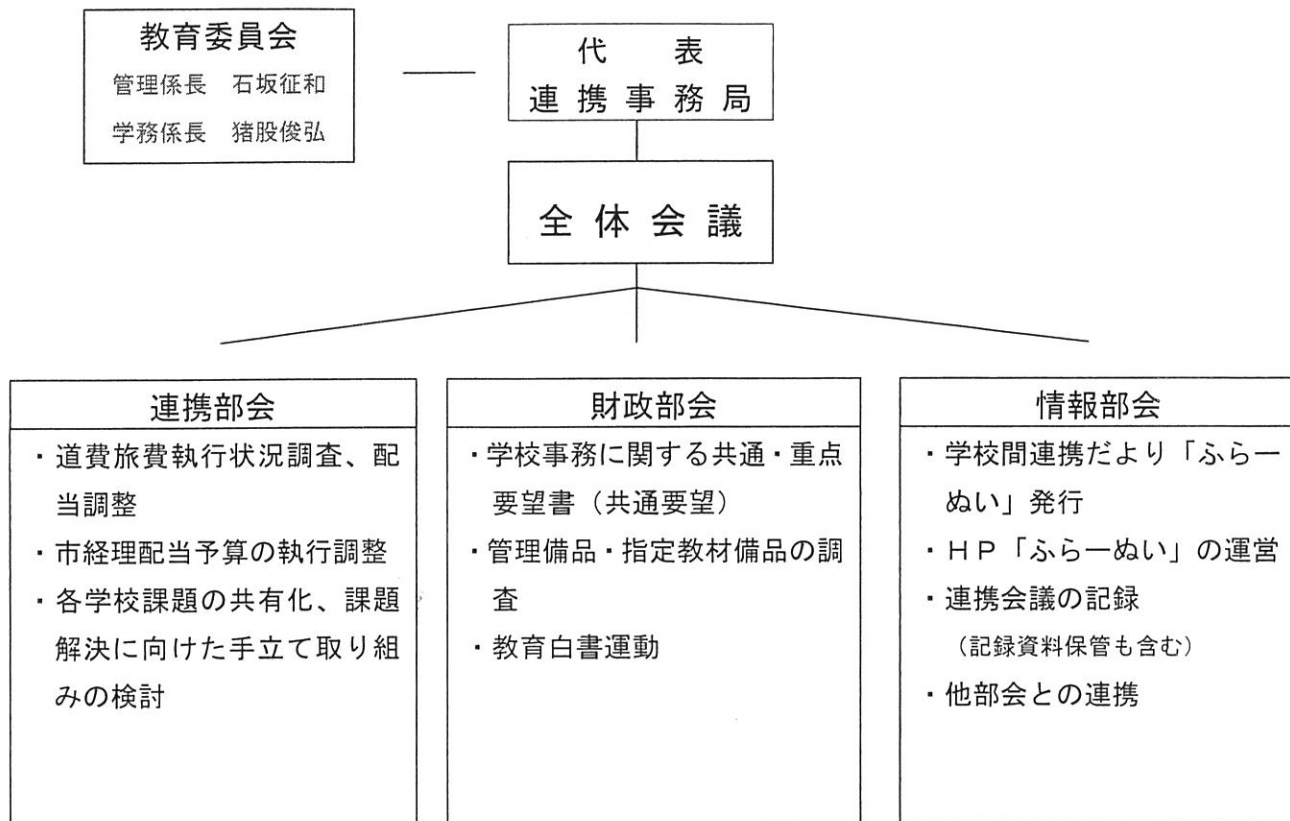 教育委員会
管理係長　石坂征和
学務係長　猪股俊弘
代　　表
連 携 事 務 局
全 体 会 議
連携部会
・道費旅費執行状況調査、配
当調整
・市経理配当予算の執行調整
・各学校課題の共有化、課題
解決に向けた手立て取り組
みの検討
財政部会
・学校事務に関する共通・重点
要望書（共通要望）
・管理備品・指定教材備品の調
査
・教育白書運動
情報部会
・学校間連携だより「ふらー
ぬい」発行
・ＨＰ「ふらーぬい」の運営
・連携会議の記録
（記録資料保管も含む）
・他部会との連携